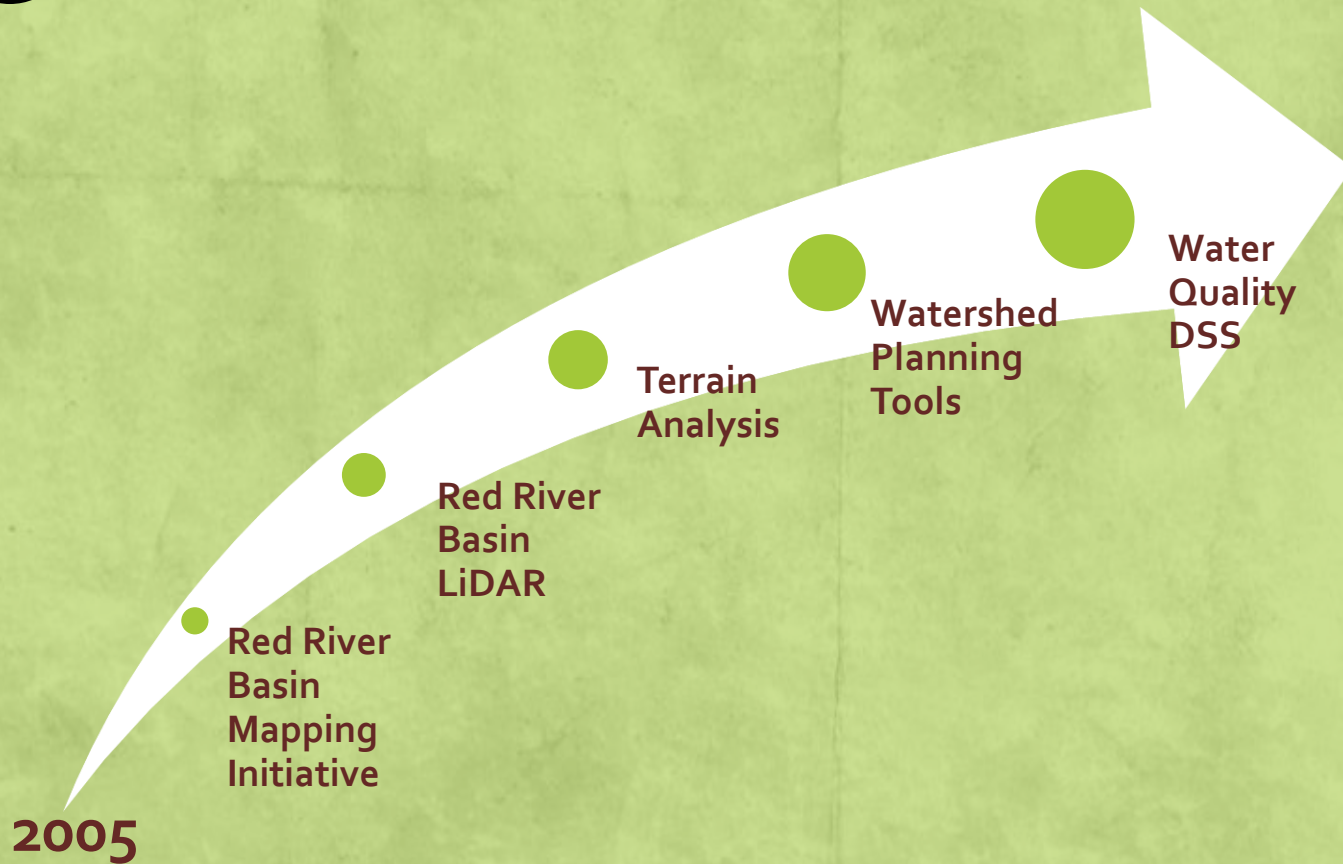 2005
Red River
Basin
Mapping
Initiative
Red River
Basin
LiDAR
Terrain
Analysis
Watershed
Planning
Tools
Water
Quality
DSS